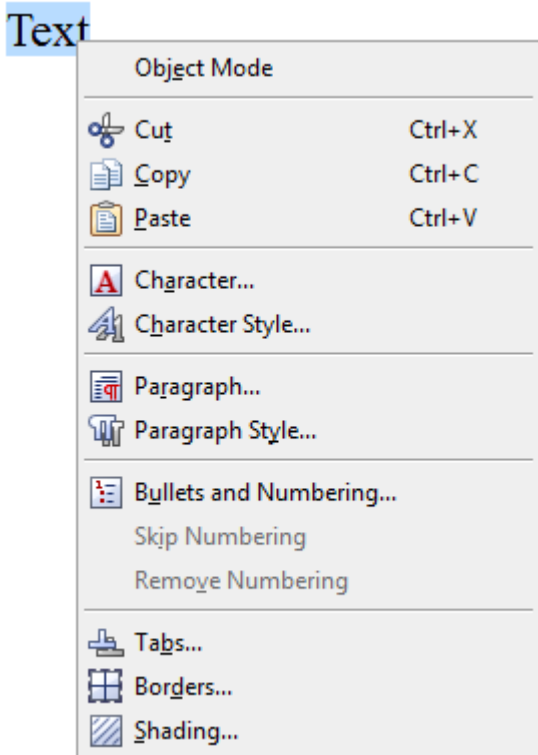 Text
Object Mode
Cut Ctrl+X
Copy Ctrl+C
Paste Ctrl+V
Character...
Character Style...
Paragraph...
Paragraph Style...
Bullets and Numbering...
Skip Numbering
Remove Numbering
Tabs...
Borders...
Shading...